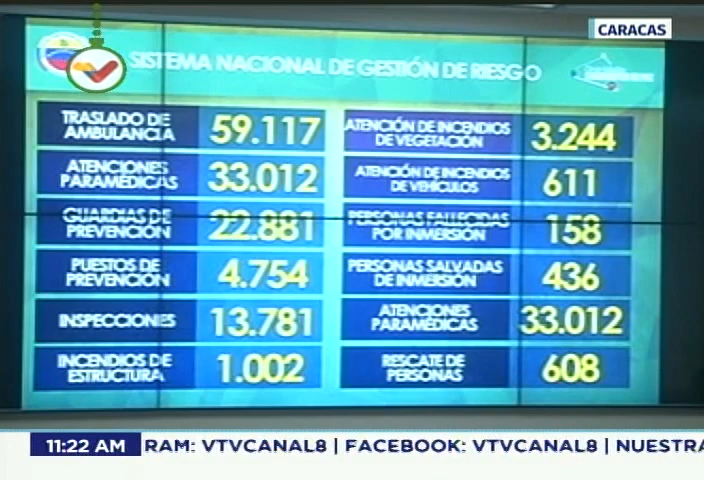 CARACAS
SISTEMA NACIONAL DE GESTIÓN DE RIESGO
TRASLADO DE
AMBULANCIA
59.117
ATENCIÓN DE INCENDIOS
DE VEGETACIÓN
3.244
ATENCIONES
PARAMÉDICAS
33.012
ATENCIÓN DE INCENDIOS
DE VEHÍCULOS
611
GUARDIAS DE
PREVENCIÓN
22.881
PERSONAS FALLECIDAS
POR INMERSIÓN
158
PUESTOS DE
PREVENCIÓN
4.754
PERSONAS SALVADAS
DE INMERSIÓN
436
INSPECCIONES
13.781
ATENCIONES
PARAMÉDICAS
33.012
INCENDIOS DE
ESTRUCTURA
1.002
RESCATE DE
PERSONAS
608
11:22 AM RAM: VTVCANAL8 | FACEBOOK: VTVCANAL8 | NUESTRA